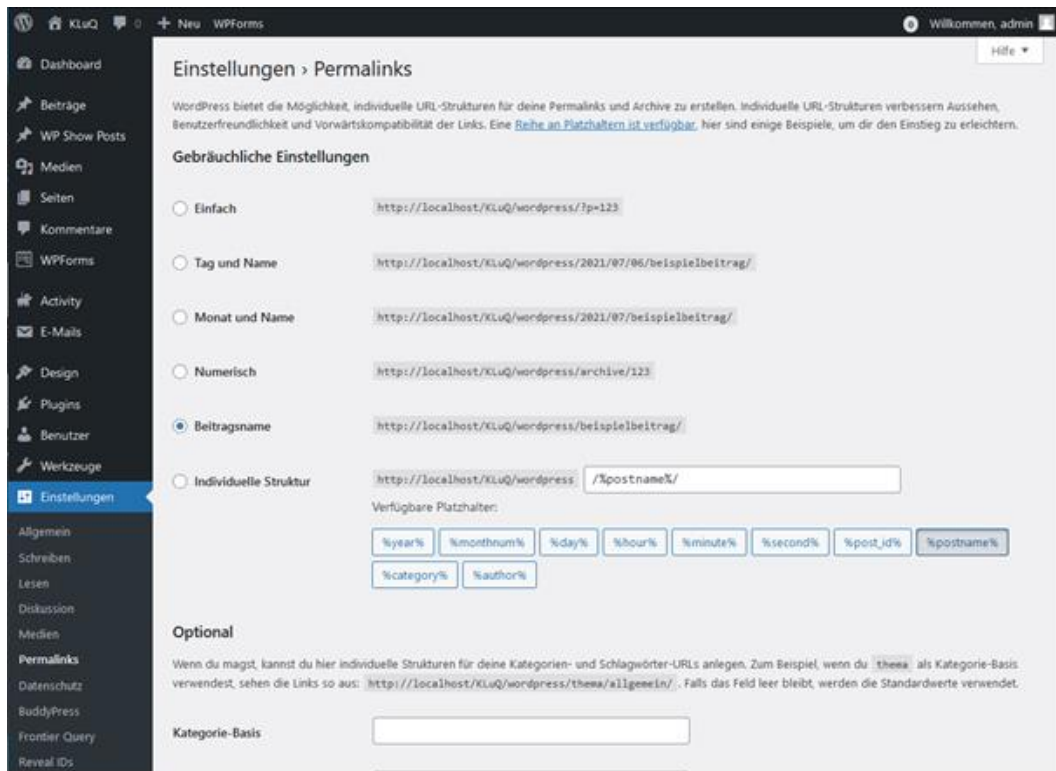 KLuQ 0 + Neu WPForms 0 Willkommen, admin
Hilfe
Dashboard
Beiträge
WP Show Posts
Medien
Seiten
Kommentare
WPForms
Activity
E-Mails
Design
Plugins
Benutzer
Werkzeuge
Einstellungen
Allgemein
Schreiben
Lesen
Diskussion
Medien
Permalinks
Datenschutz
BuddyPress
Frontier Query
Reveal IDs
Einstellungen › Permalinks
WordPress bietet die Möglichkeit, individuelle URL-Strukturen für deine Permalinks und Archive zu erstellen. Individuelle URL-Strukturen verbessern Aussehen,
Benutzerfreundlichkeit und Vorwärtskompatibilität der Links. Eine Reihe an Platzhaltern ist verfügbar, hier sind einige Beispiele, um dir den Einstieg zu erleichtern.
Gebräuchliche Einstellungen
Einfach http://localhost/KLuQ/wordpress/?p=123
Tag und Name http://localhost/KLuQ/wordpress/2021/07/06/beispielbeitrag/
Monat und Name http://localhost/KLuQ/wordpress/2021/07/beispielbeitrag/
Numerisch http://localhost/KLuQ/wordpress/archive/123
Beitragsname http://localhost/KLuQ/wordpress/beispielbeitrag/
Individuelle Struktur http://localhost/KLuQ/wordpress /%postname%/
Verfügbare Platzhalter:
%year% %monthnum% %day% %hour% %minute% %second% %post_id% %postname%
%category% %author%
Optional
Wenn du magst, kannst du hier individuelle Strukturen für deine Kategorien- und Schlagwörter-URLs anlegen. Zum Beispiel, wenn du thema als Kategorie-Basis
verwendest, sehen die Links so aus: http://localhost/KLuQ/wordpress/thema/allgemein/ . Falls das Feld leer bleibt, werden die Standardwerte verwendet.
Kategorie-Basis